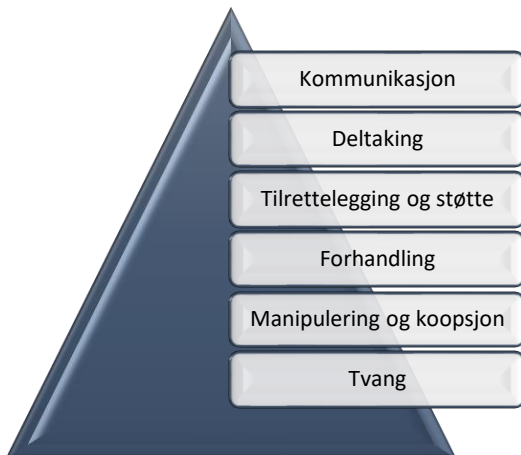 Kommunikasjon
Deltaking
Tilrettelegging og støtte
Forhandling
Manipulering og koopsjon
Tvang